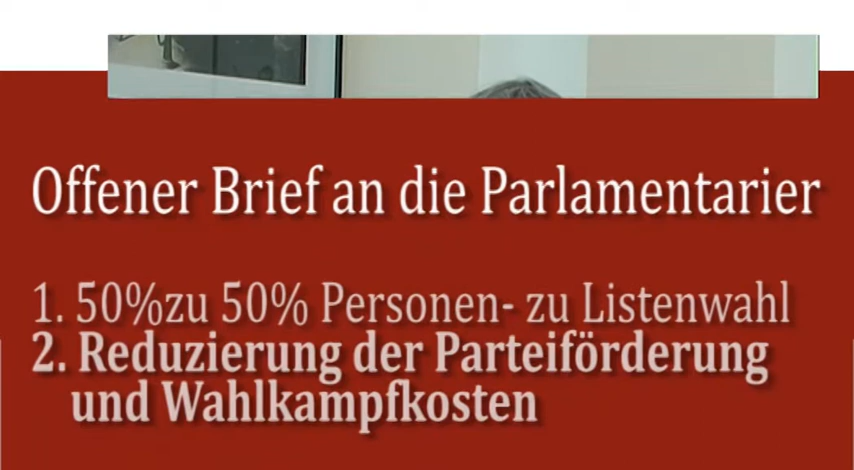 Offener Brief an die Parlamentarier
1. 50%zu 50% Personen- zu Listenwahl
2. Reduzierung der Parteiförderung
und Wahlkampfkosten